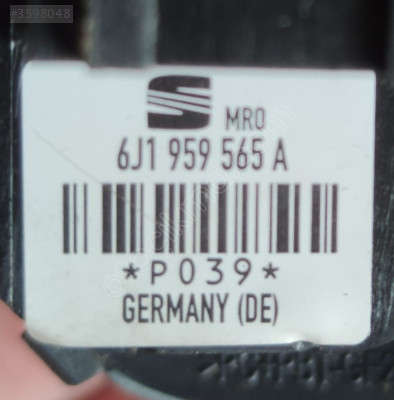 #3598048
MRO
6J1 959 565 A
*P039*
GERMANY (DE)